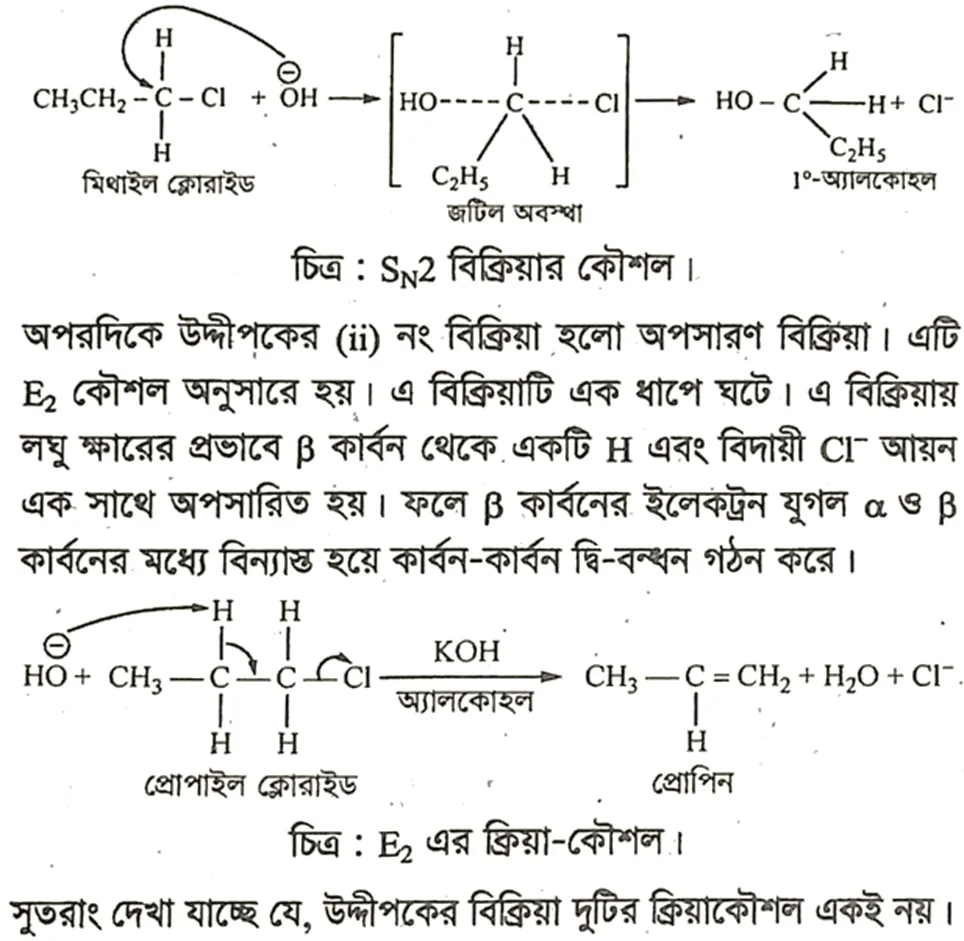 H
CH₃CH₂ – C – Cl + ⊖OH → [HO----C----Cl] → HO – C – H + Cl⁻
H H H
H C₂H₅ H C₂H₅
মিথাইল ক্লোরাইড জটিল অবস্থা 1°-অ্যালকোহল
চিত্র : S_N2 বিক্রিয়ার কৌশল।
অপরদিকে উদ্দীপকের (ii) নং বিক্রিয়া হলো অপসারণ বিক্রিয়া। এটি
E₂ কৌশল অনুসারে হয়। এ বিক্রিয়াটি এক ধাপে ঘটে। এ বিক্রিয়ায়
লঘু ক্ষারের প্রভাবে β কার্বন থেকে একটি H এবং বিদায়ী Cl⁻ আয়ন
এক সাথে অপসারিত হয়। ফলে β কার্বনের ইলেকট্রন যুগল α ও β
কার্বনের মধ্যে বিন্যাস্ত হয়ে কার্বন-কার্বন দ্বি-বন্ধন গঠন করে।
H H
HO⊖ + CH₃ — C — C — Cl KOH অ্যালকোহল → CH₃ — C = CH₂ + H₂O + Cl⁻.
H H H
প্রোপাইল ক্লোরাইড প্রোপিন
চিত্র : E₂ এর ক্রিয়া-কৌশল।
সুতরাং দেখা যাচ্ছে যে, উদ্দীপকের বিক্রিয়া দুটির ক্রিয়াকৌশল একই নয়।